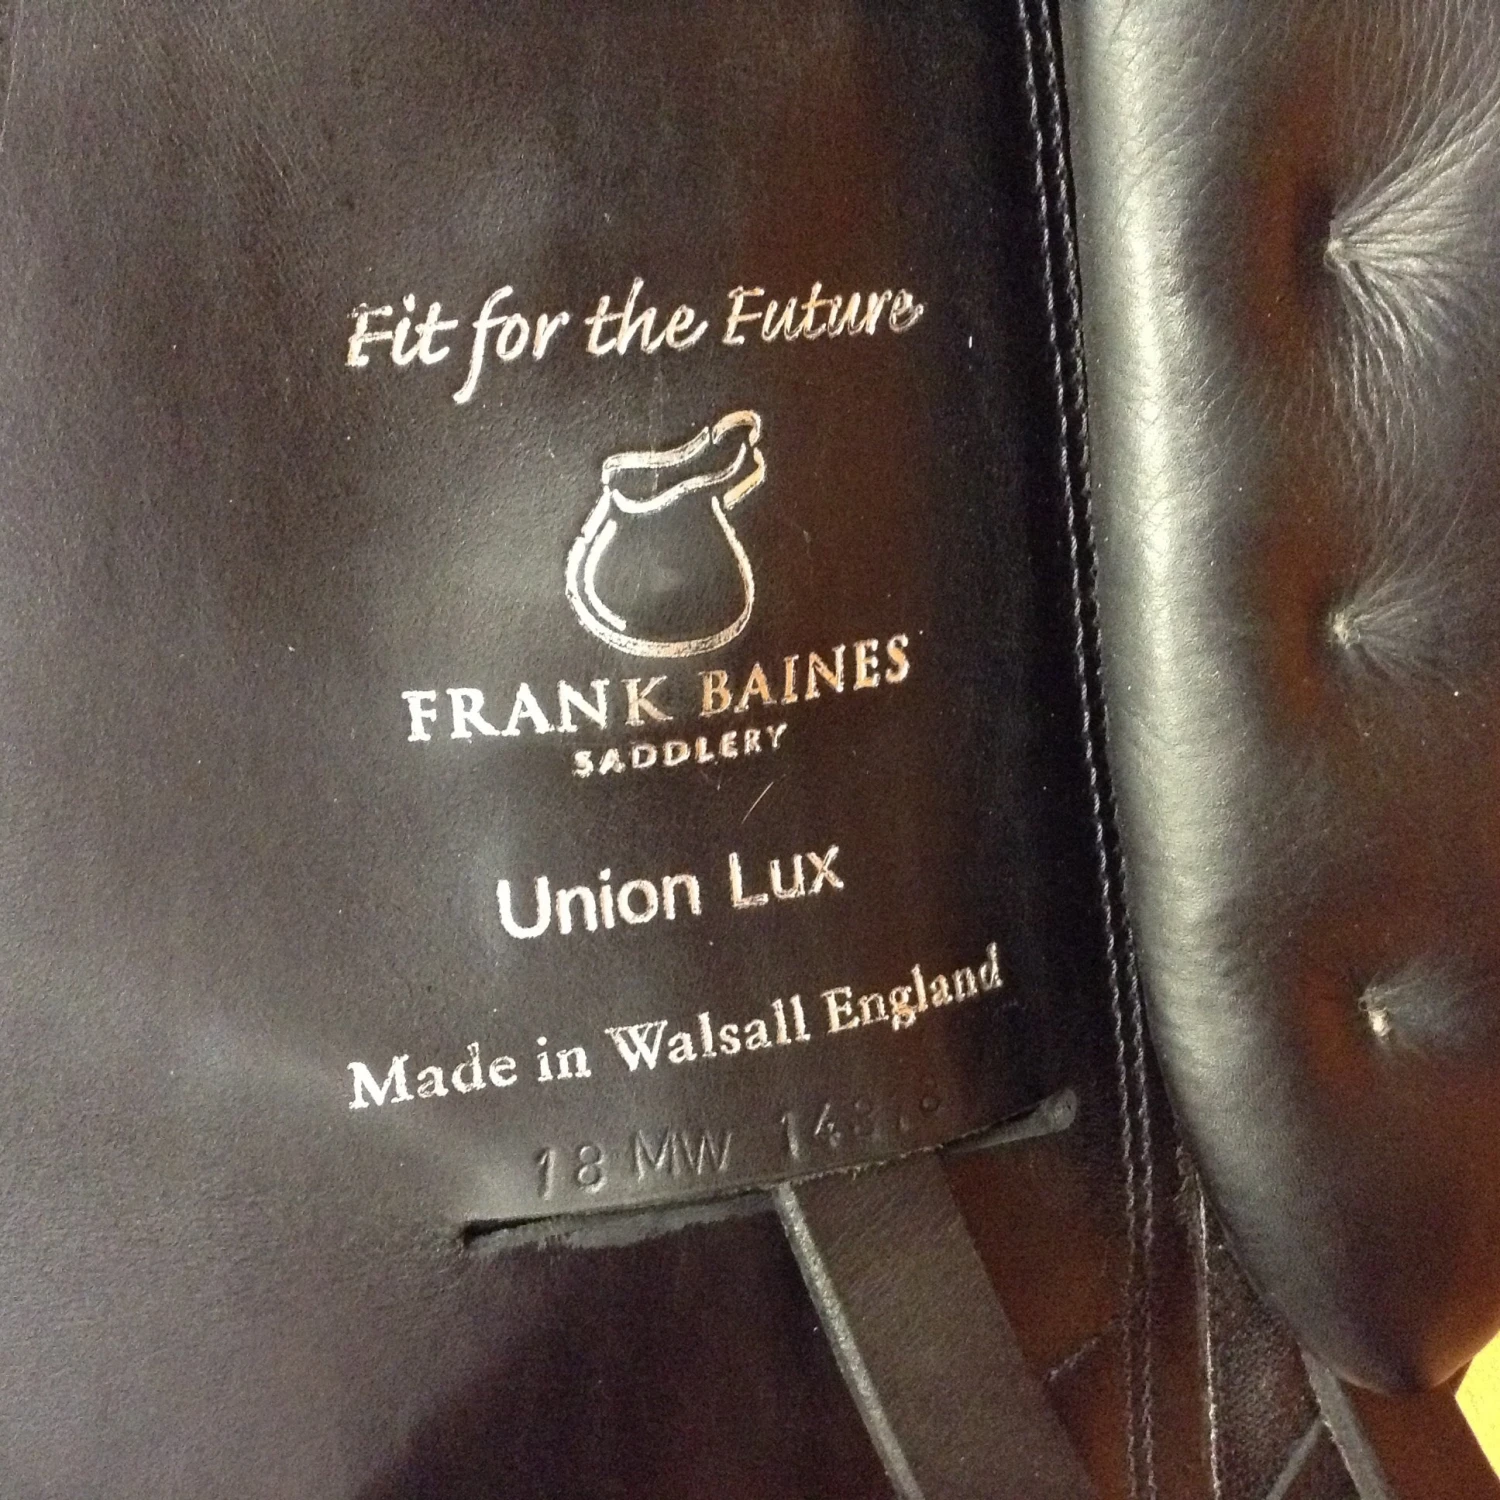 Fit for the Future
FRANK BAINES
SADDLERY
Union Lux
Made in Walsall England
18 MW